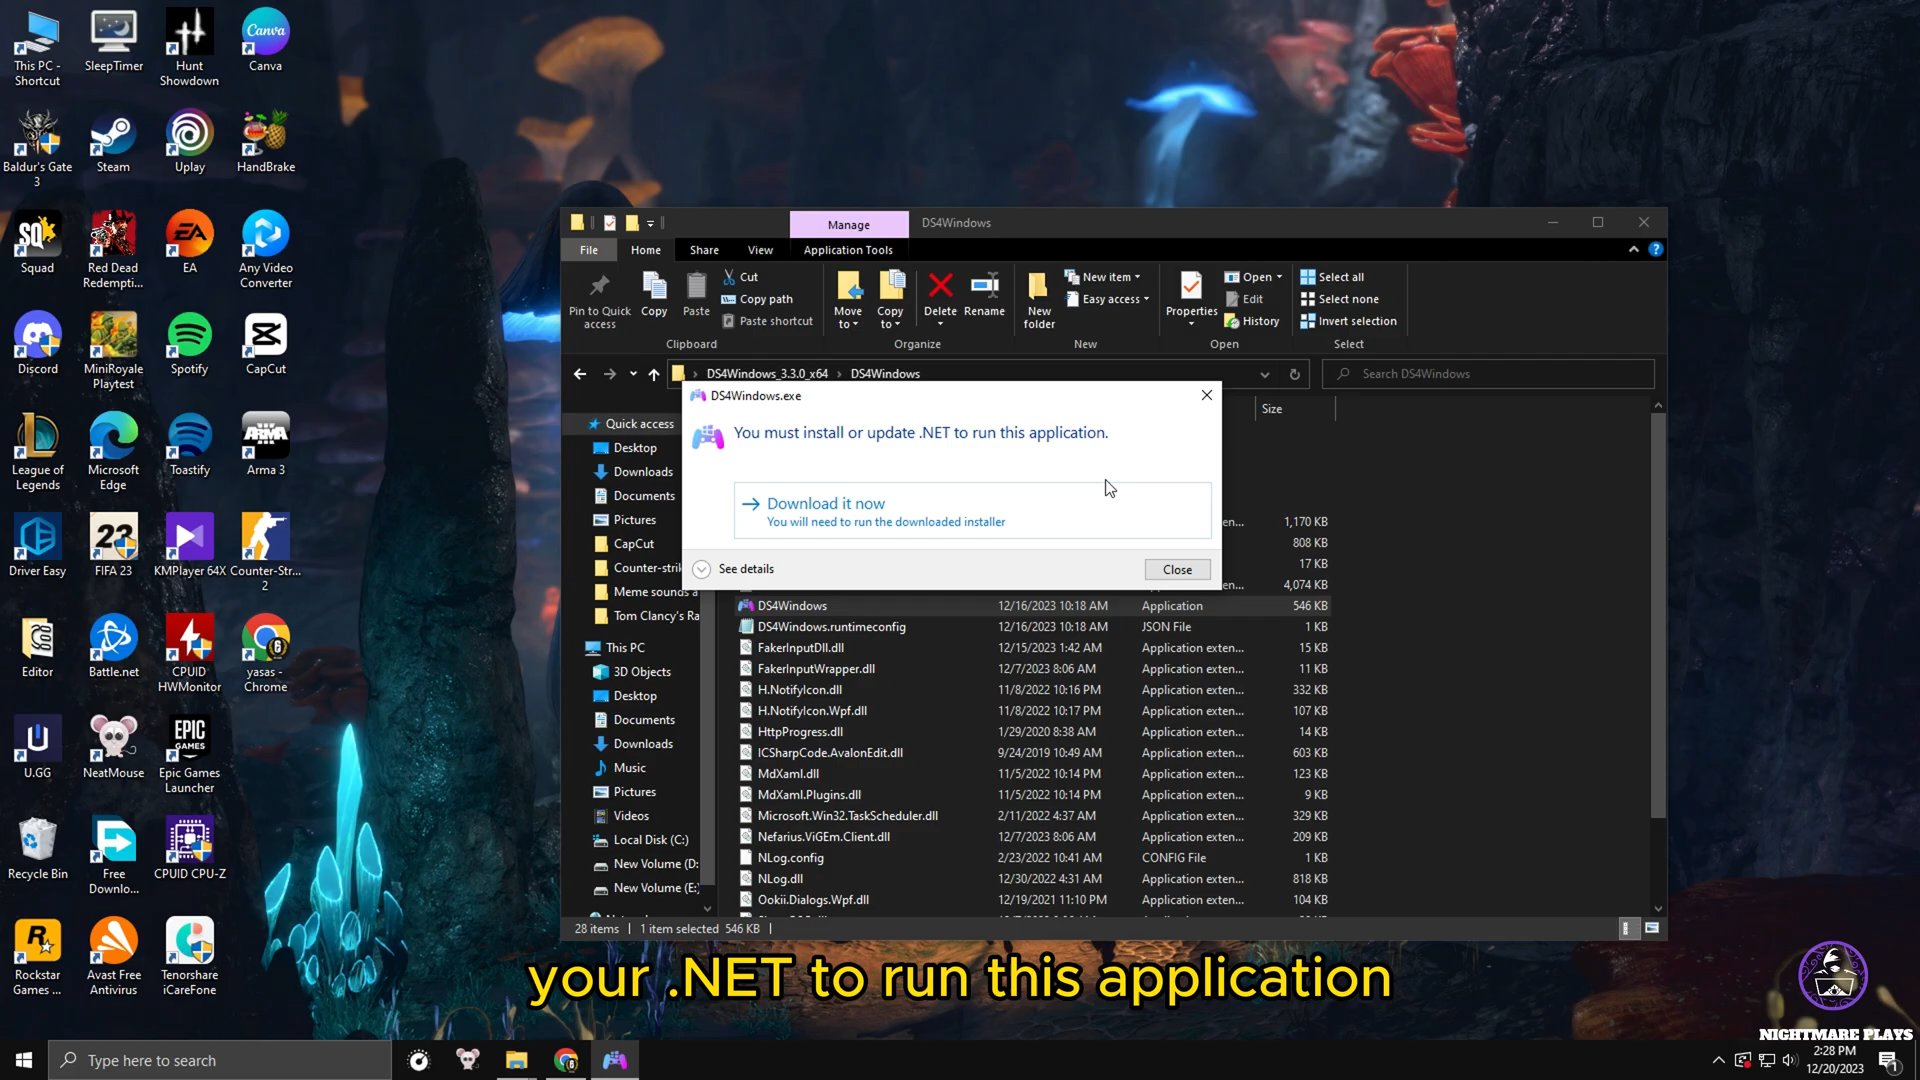 This PC -
Shortcut
SleepTimer
Hunt
Showdown
Canva
Canva
Baldur's Gate
3
Steam
Uplay
HandBrake
SQ
Squad
Red Dead
Redempti...
EA
EA
Any Video
Converter
Discord
MiniRoyale
Playtest
Spotify
CapCut
League of
Legends
Microsoft
Edge
Toastify
ARMA
Arma 3
Driver Easy
23
FIFA 23
KMPlayer 64X
Counter-Str...
2
Editor
Battle.net
CPUID
HWMonitor
6
yasas -
Chrome
U.GG
NeatMouse
EPIC
GAMES
Epic Games
Launcher
Recycle Bin
Free
Downlo...
CPUID CPU-Z
R
Rockstar
Games ...
Avast Free
Antivirus
Tenorshare
iCareFone
Manage
DS4Windows
File
Home
Share
View
Application Tools
Pin to Quick
access
Copy
Paste
Cut
Copy path
Paste shortcut
Clipboard
Move
to
Copy
to
Delete
Rename
Organize
New
folder
New item
Easy access
New
Properties
Open
Edit
History
Open
Select all
Select none
Invert selection
Select
DS4Windows_3.3.0_x64 › DS4Windows
Search DS4Windows
Size
DS4Windows.exe
You must install or update .NET to run this application.
Download it now
You will need to run the downloaded installer
See details
Close
Quick access
Desktop
Downloads
Documents
Pictures
CapCut
Counter-strik
Meme sounds a
Tom Clancy's Ra
This PC
3D Objects
Desktop
Documents
Downloads
Music
Pictures
Videos
Local Disk (C:)
New Volume (D:
New Volume (E:
en... 1,170 KB
808 KB
17 KB
en... 4,074 KB
DS4Windows 12/16/2023 10:18 AM Application 546 KB
DS4Windows.runtimeconfig 12/16/2023 10:18 AM JSON File 1 KB
FakerInputDll.dll 12/15/2023 1:42 AM Application exten... 15 KB
FakerInputWrapper.dll 12/7/2023 8:06 AM Application exten... 11 KB
H.NotifyIcon.dll 11/8/2022 10:16 PM Application exten... 332 KB
H.NotifyIcon.Wpf.dll 11/8/2022 10:17 PM Application exten... 107 KB
HttpProgress.dll 1/29/2020 8:38 AM Application exten... 14 KB
ICSharpCode.AvalonEdit.dll 9/24/2019 10:49 AM Application exten... 603 KB
MdXaml.dll 11/5/2022 10:14 PM Application exten... 123 KB
MdXaml.Plugins.dll 11/5/2022 10:14 PM Application exten... 9 KB
Microsoft.Win32.TaskScheduler.dll 2/11/2022 4:37 AM Application exten... 329 KB
Nefarius.ViGEm.Client.dll 12/7/2023 8:06 AM Application exten... 209 KB
NLog.config 2/23/2022 10:41 AM CONFIG File 1 KB
NLog.dll 12/30/2022 4:31 AM Application exten... 818 KB
Ookii.Dialogs.Wpf.dll 12/19/2021 11:10 PM Application exten... 104 KB
28 items 1 item selected 546 KB
your .NET to run this application
NIGHTMARE PLAYS
Type here to search
2:28 PM
12/20/2023
1